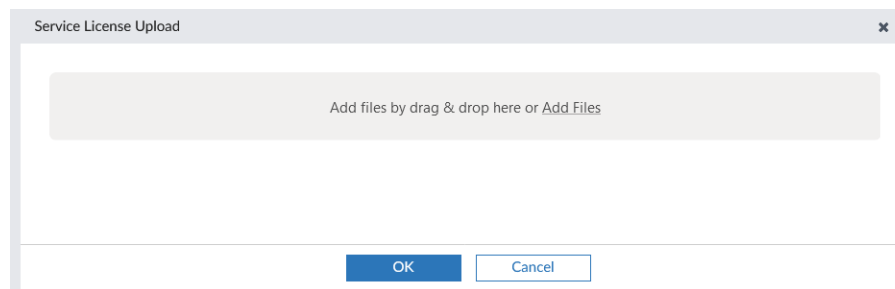 Service License Upload
Add files by drag & drop here or Add Files
OK
Cancel